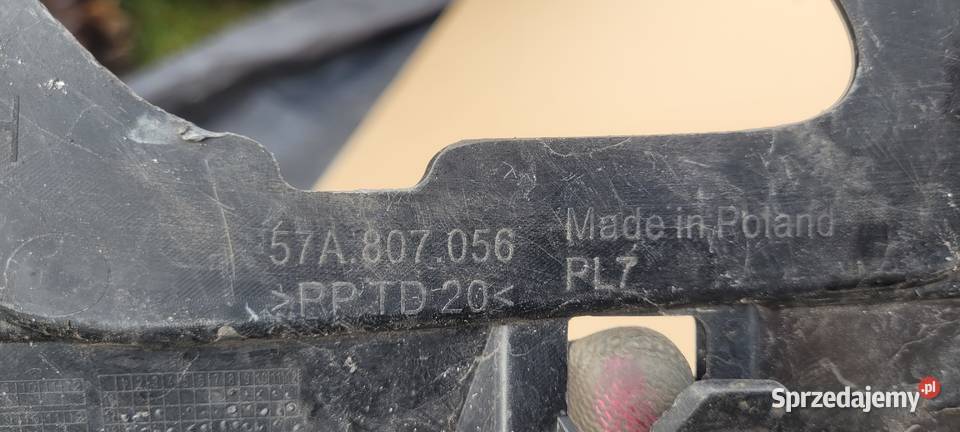 57A.807.056
>PP TD 20<
Made in Poland
PL7
Sprzedajemy.pl